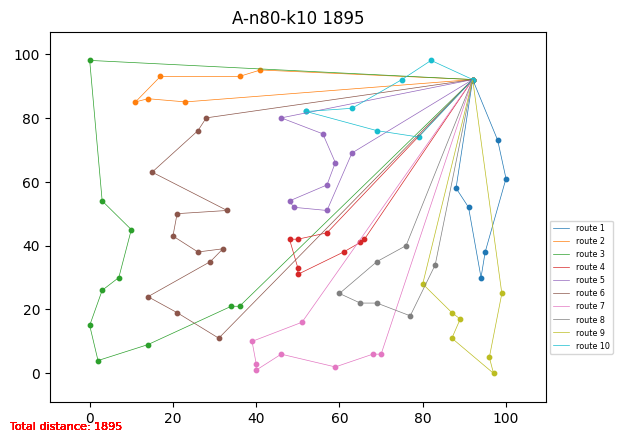 A-n80-k10 1895
100
80
60
40
20
0
0
20
40
60
80
100
route 1
route 2
route 3
route 4
route 5
route 6
route 7
route 8
route 9
route 10
Total distance: 1895